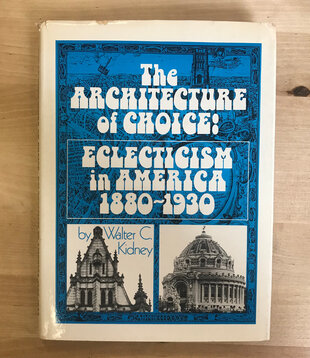 The
ARCHITECTURE
of CHOICE:
ECLECTICISM
in AMERICA
1880~1930
by Walter C.
Kidney